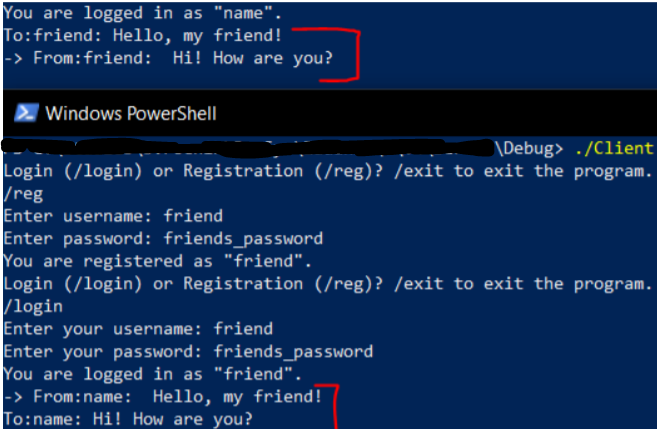 You are logged in as "name".
To:friend: Hello, my friend!
-> From:friend:  Hi! How are you?
Windows PowerShell
\Debug> ./Client
Login (/login) or Registration (/reg)? /exit to exit the program.
/reg
Enter username: friend
Enter password: friends_password
You are registered as "friend".
Login (/login) or Registration (/reg)? /exit to exit the program.
/login
Enter your username: friend
Enter your password: friends_password
You are logged in as "friend".
-> From:name:  Hello, my friend!
To:name: Hi! How are you?